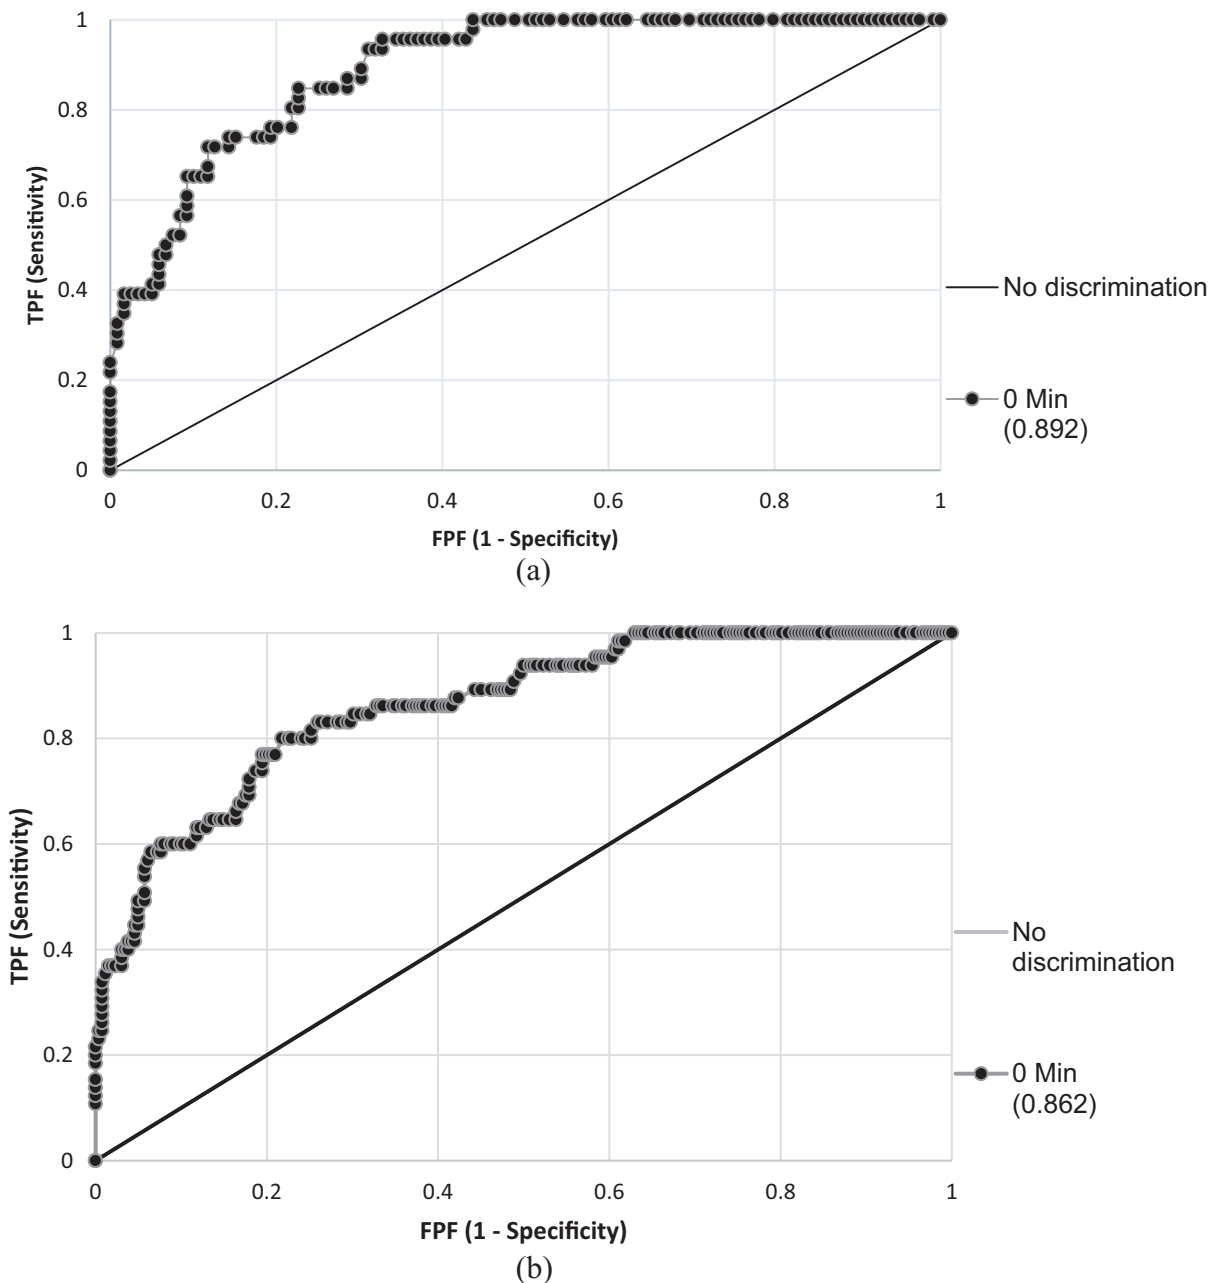 1
0.8
0.6
0.4
0.2
0
TPF (Sensitivity)
0 0.2 0.4 0.6 0.8 1
FPF (1 - Specificity)
No discrimination
0 Min
(0.892)
(a)
1
0.8
0.6
0.4
0.2
0
TPF (Sensitivity)
0 0.2 0.4 0.6 0.8 1
FPF (1 - Specificity)
No
discrimination
0 Min
(0.862)
(b)